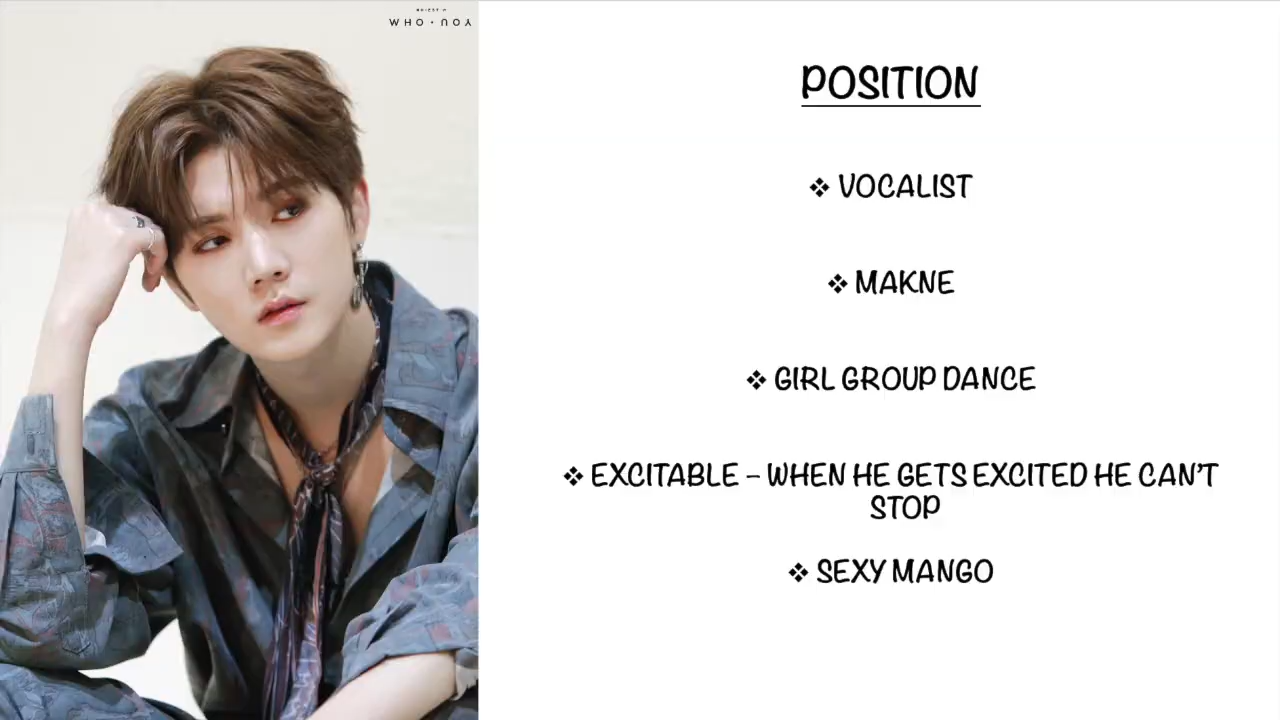 WHO · YOU
POSITION
❖ VOCALIST
❖ MAKNE
❖ GIRL GROUP DANCE
❖ EXCITABLE – WHEN HE GETS EXCITED HE CAN'T
STOP
❖ SEXY MANGO